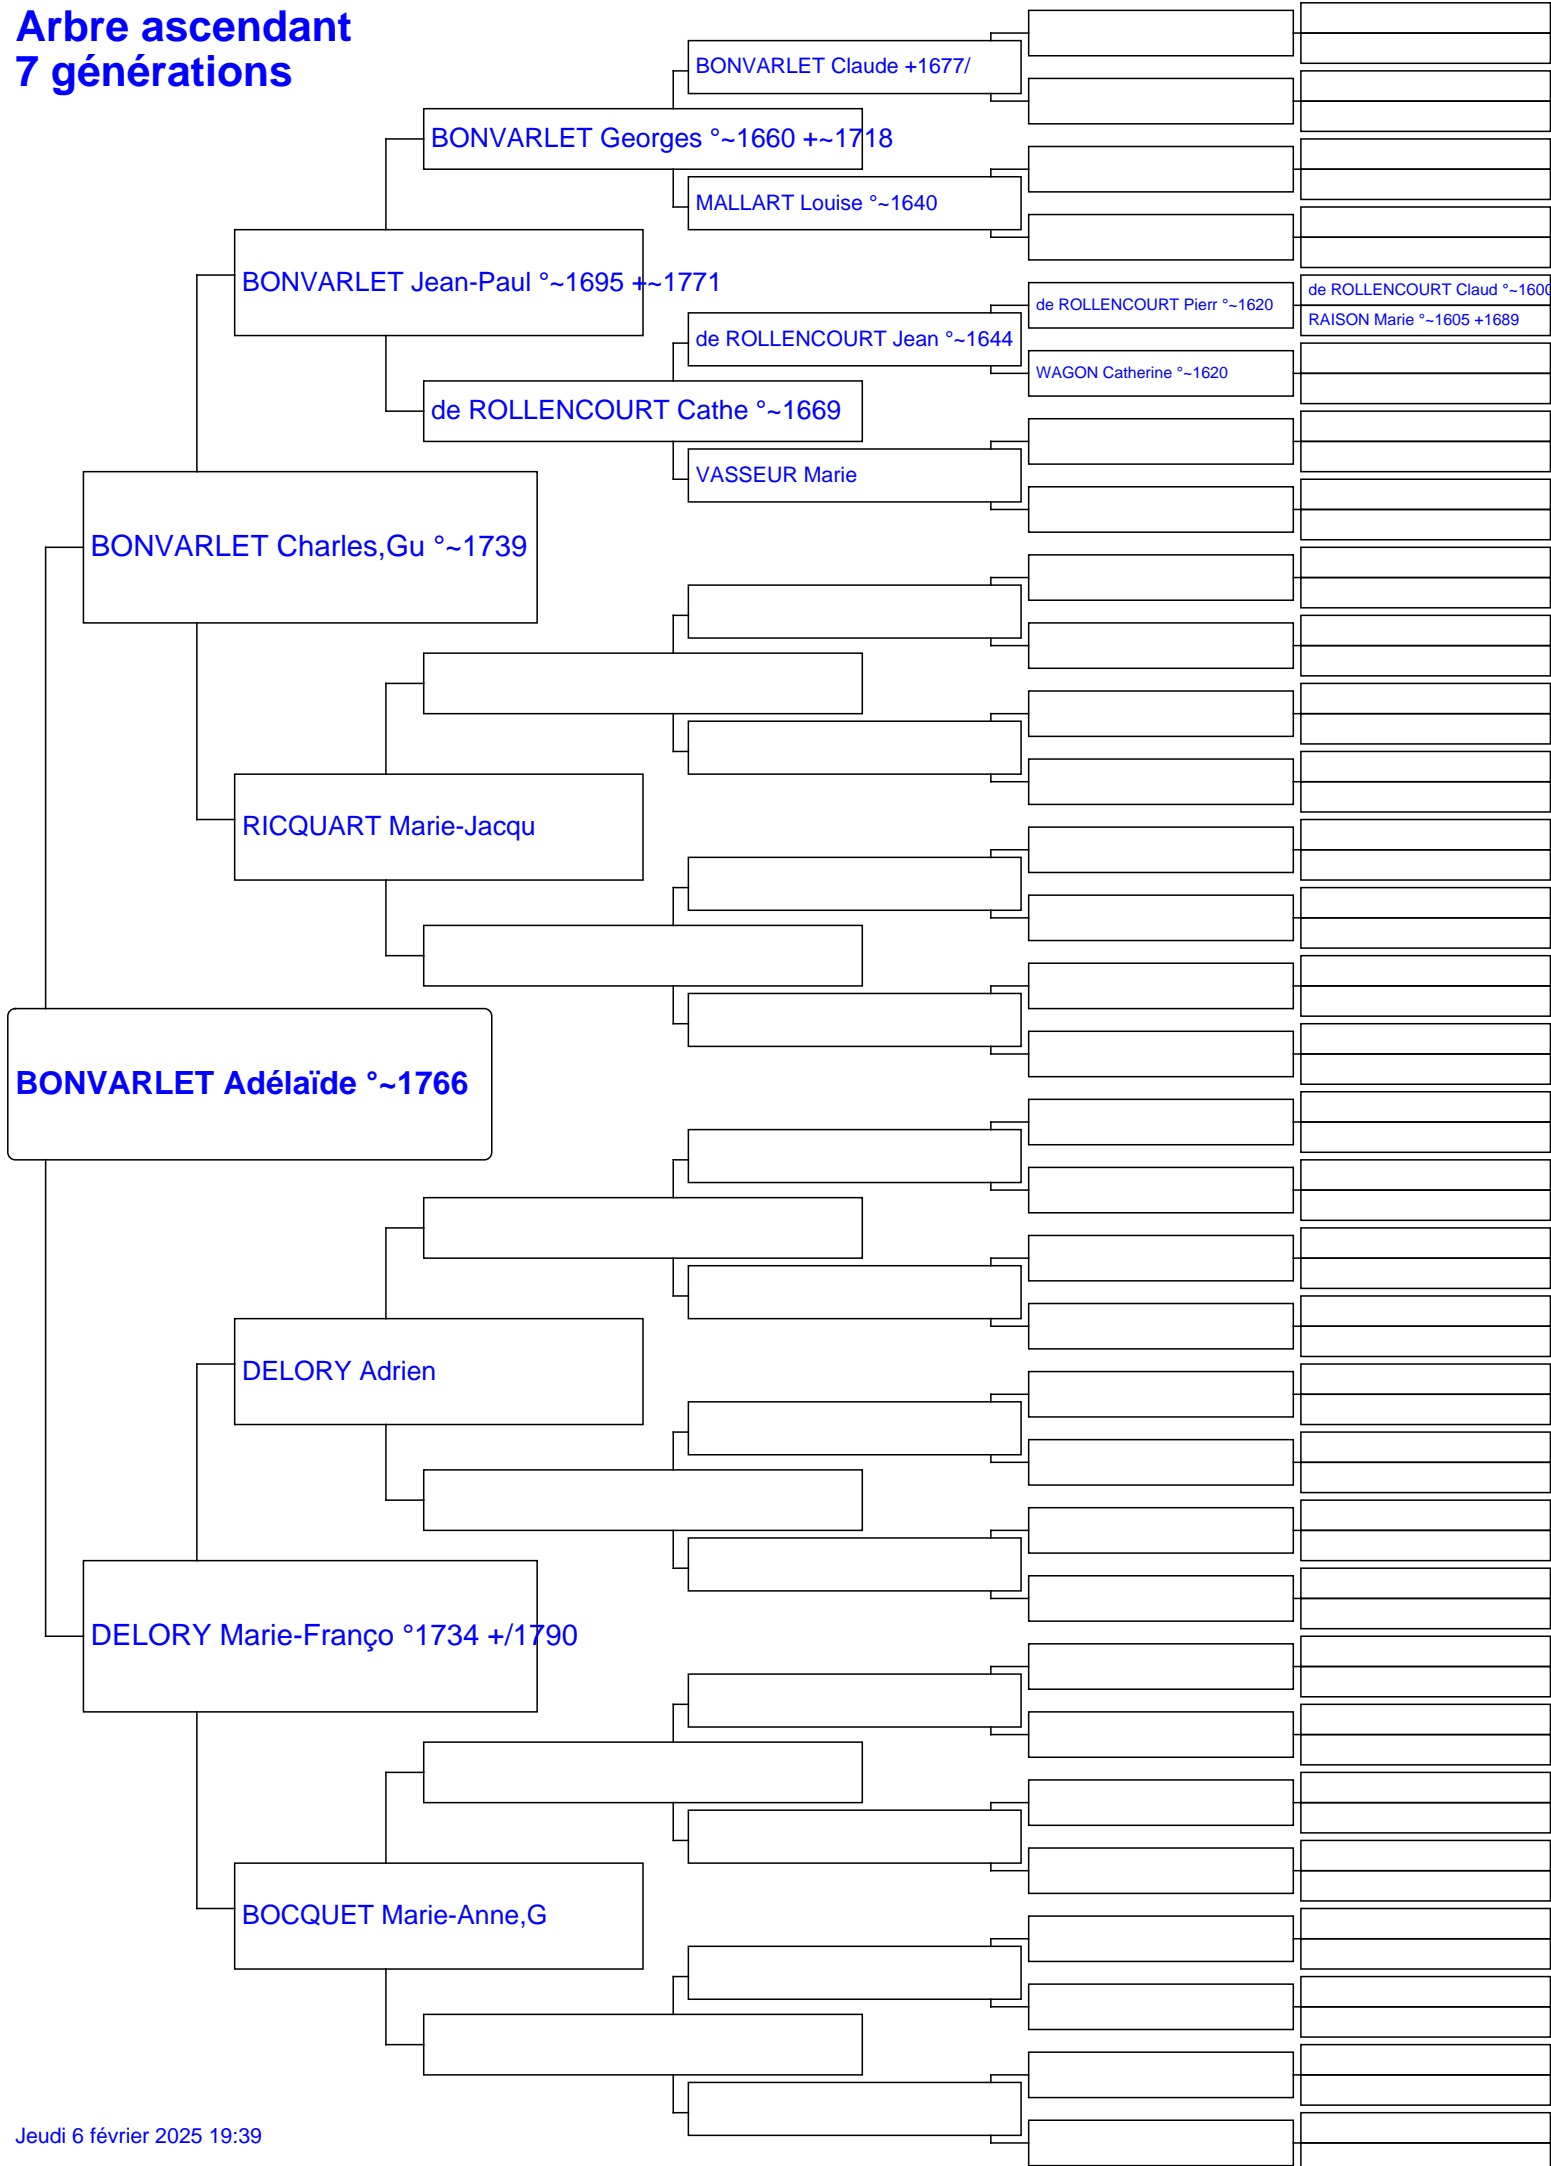 Arbre ascendant
7 générations
BONVARLET Claude +1677/
BONVARLET Georges °~1660 +~1718
MALLART Louise °~1640
BONVARLET Jean-Paul °~1695 +~1771
de ROLLENCOURT Claud °~1600
de ROLLENCOURT Pierr °~1620
RAISON Marie °~1605 +1689
de ROLLENCOURT Jean °~1644
WAGON Catherine °~1620
de ROLLENCOURT Cathe °~1669
VASSEUR Marie
BONVARLET Charles,Gu °~1739
RICQUART Marie-Jacqu
BONVARLET Adélaïde °~1766
DELORY Adrien
DELORY Marie-Franço °1734 +/1790
BOCQUET Marie-Anne,G
Jeudi 6 février 2025 19:39